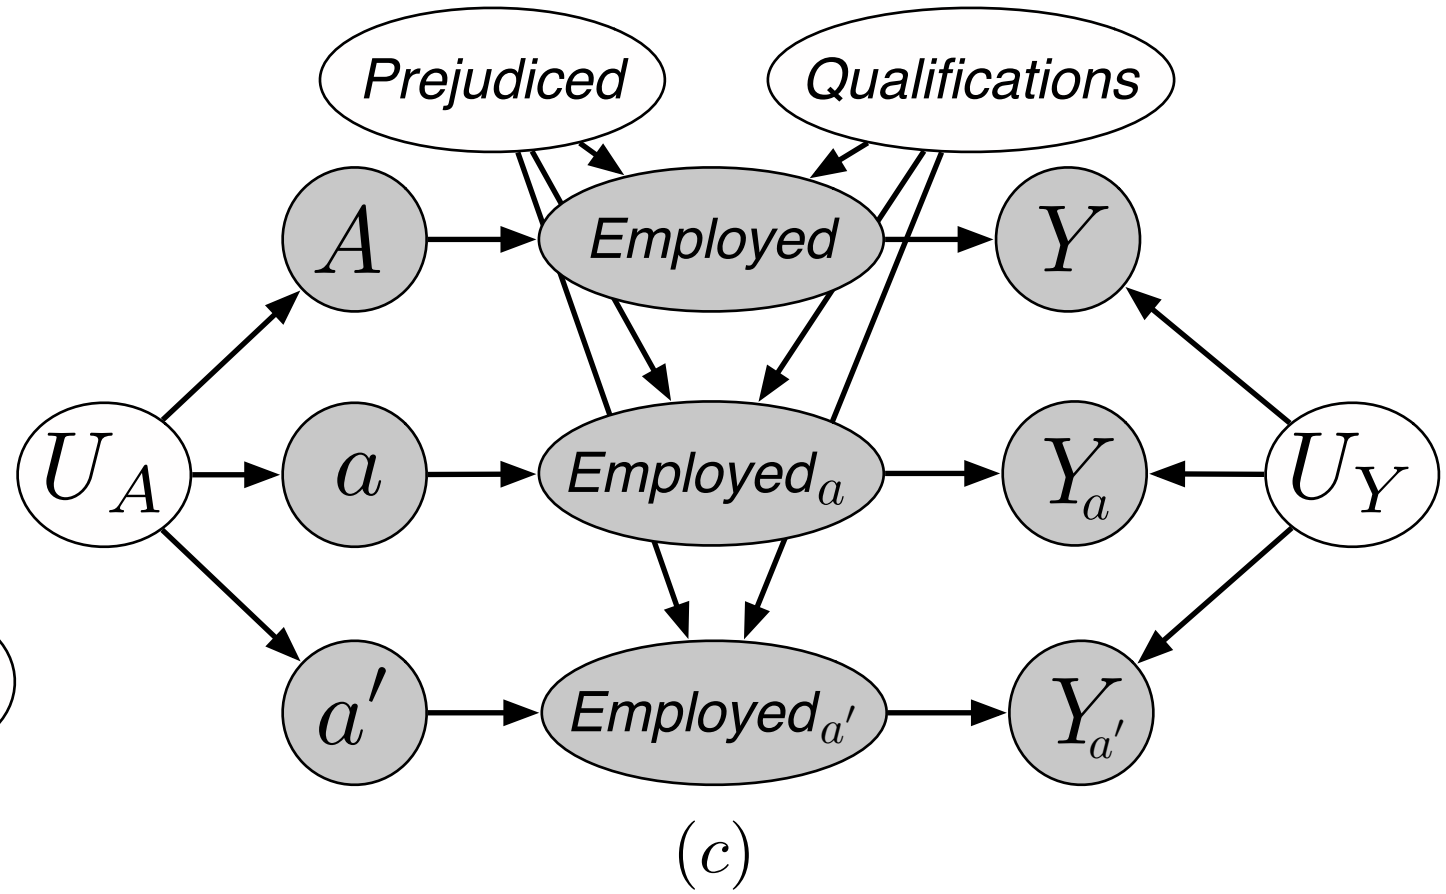 Prejudiced Qualifications
A Employed Y
U_A a Employed_a Y_a U_Y
a′ Employed_a′ Y_a′
(c)